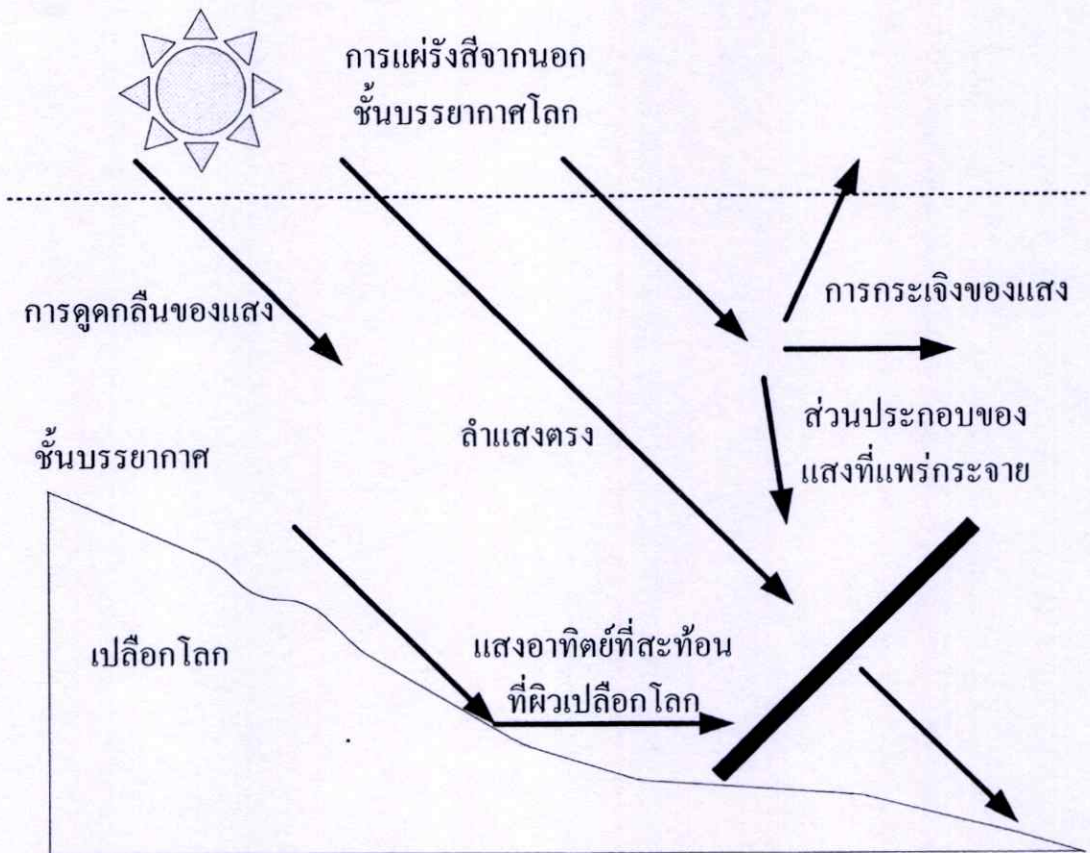 การแผ่รังสีจากนอก
ชั้นบรรยากาศโลก
การดูดกลืนของแสง
การกระเจิงของแสง
ลำแสงตรง
ส่วนประกอบของ
แสงที่แพร่กระจาย
ชั้นบรรยากาศ
เปลือกโลก
แสงอาทิตย์ที่สะท้อน
ที่ผิวเปลือกโลก